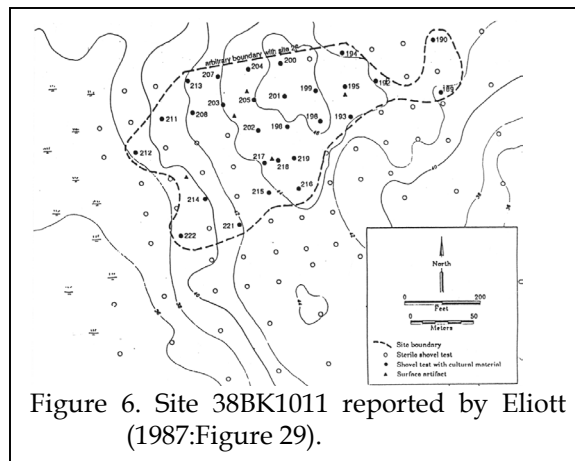 arbitrary boundary with site
194
190
200
204
207
213
192
195
199
201
205
203
208
211
193
198
198
202
212
219
218
217
216
215
214
221
222
North
0 200
Feet
0 50
Meters
Site boundary
Sterile shovel test
Shovel test with cultural material
Surface artifact
Figure 6. Site 38BK1011 reported by Eliott
(1987:Figure 29).